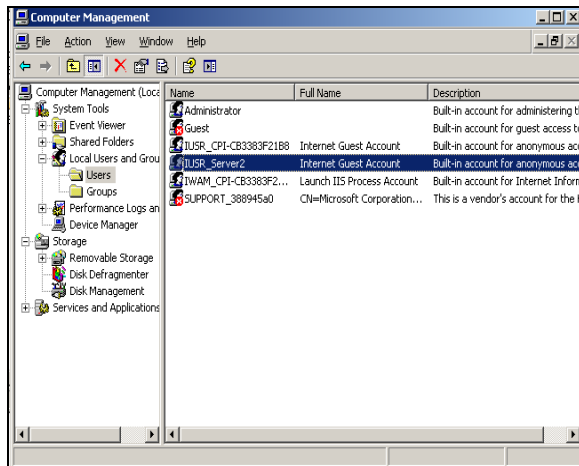 Computer Management
File Action View Window Help
Computer Management (Loca
System Tools
Event Viewer
Shared Folders
Local Users and Grou
Users
Groups
Performance Logs an
Device Manager
Storage
Removable Storage
Disk Defragmenter
Disk Management
Services and Applications
Name Full Name Description
Administrator Built-in account for administering th
Guest Built-in account for guest access to
IUSR_CPI-CB3383F21B8 Internet Guest Account Built-in account for anonymous acc
IUSR_Server2 Internet Guest Account Built-in account for anonymous acc
IWAM_CPI-CB3383F2... Launch IIS Process Account Built-in account for Internet Inform
SUPPORT_388945a0 CN=Microsoft Corporation... This is a vendor's account for the H